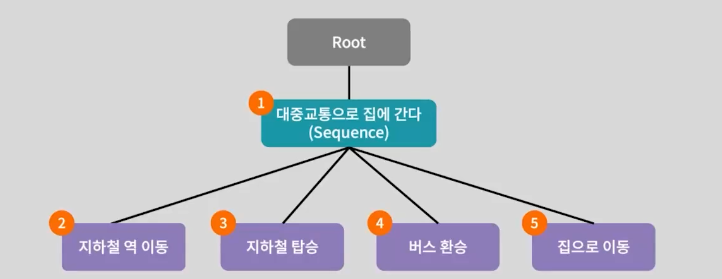 Root
1
대중교통으로 집에 간다
(Sequence)
2
지하철 역 이동
3
지하철 탑승
4
버스 환승
5
집으로 이동